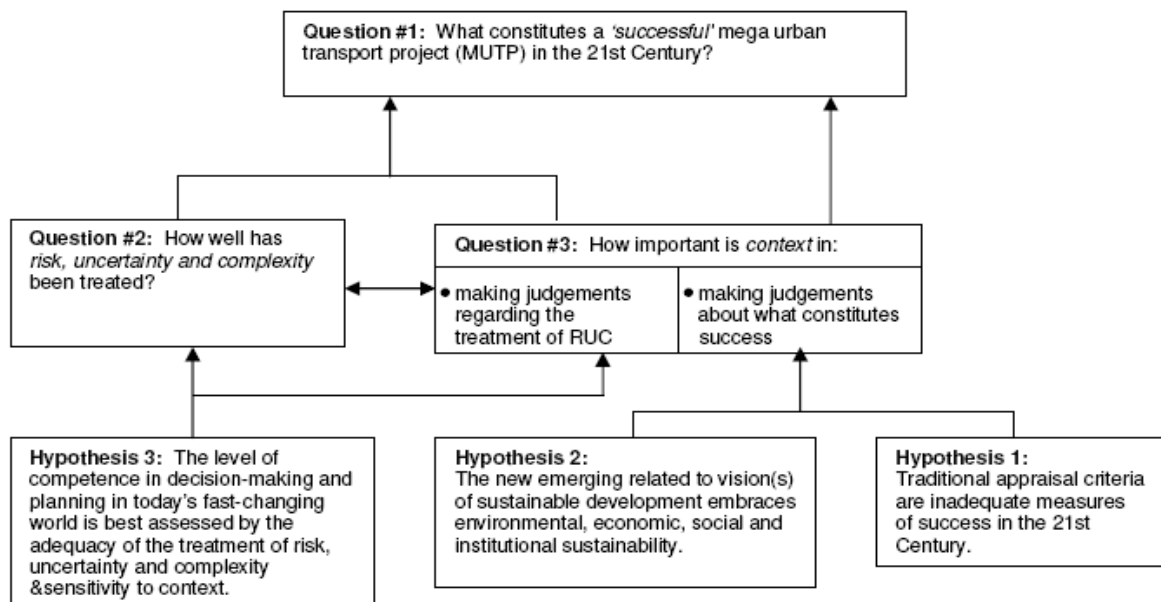 Question #1: What constitutes a ‘successful’ mega urban
transport project (MUTP) in the 21st Century?
Question #2: How well has
risk, uncertainty and complexity
been treated?
Question #3: How important is context in:
• making judgements
regarding the
treatment of RUC
• making judgements
about what constitutes
success
Hypothesis 3: The level of
competence in decision-making and
planning in today’s fast-changing
world is best assessed by the
adequacy of the treatment of risk,
uncertainty and complexity
&sensitivity to context.
Hypothesis 2:
The new emerging related to vision(s)
of sustainable development embraces
environmental, economic, social and
institutional sustainability.
Hypothesis 1:
Traditional appraisal criteria
are inadequate measures
of success in the 21st
Century.